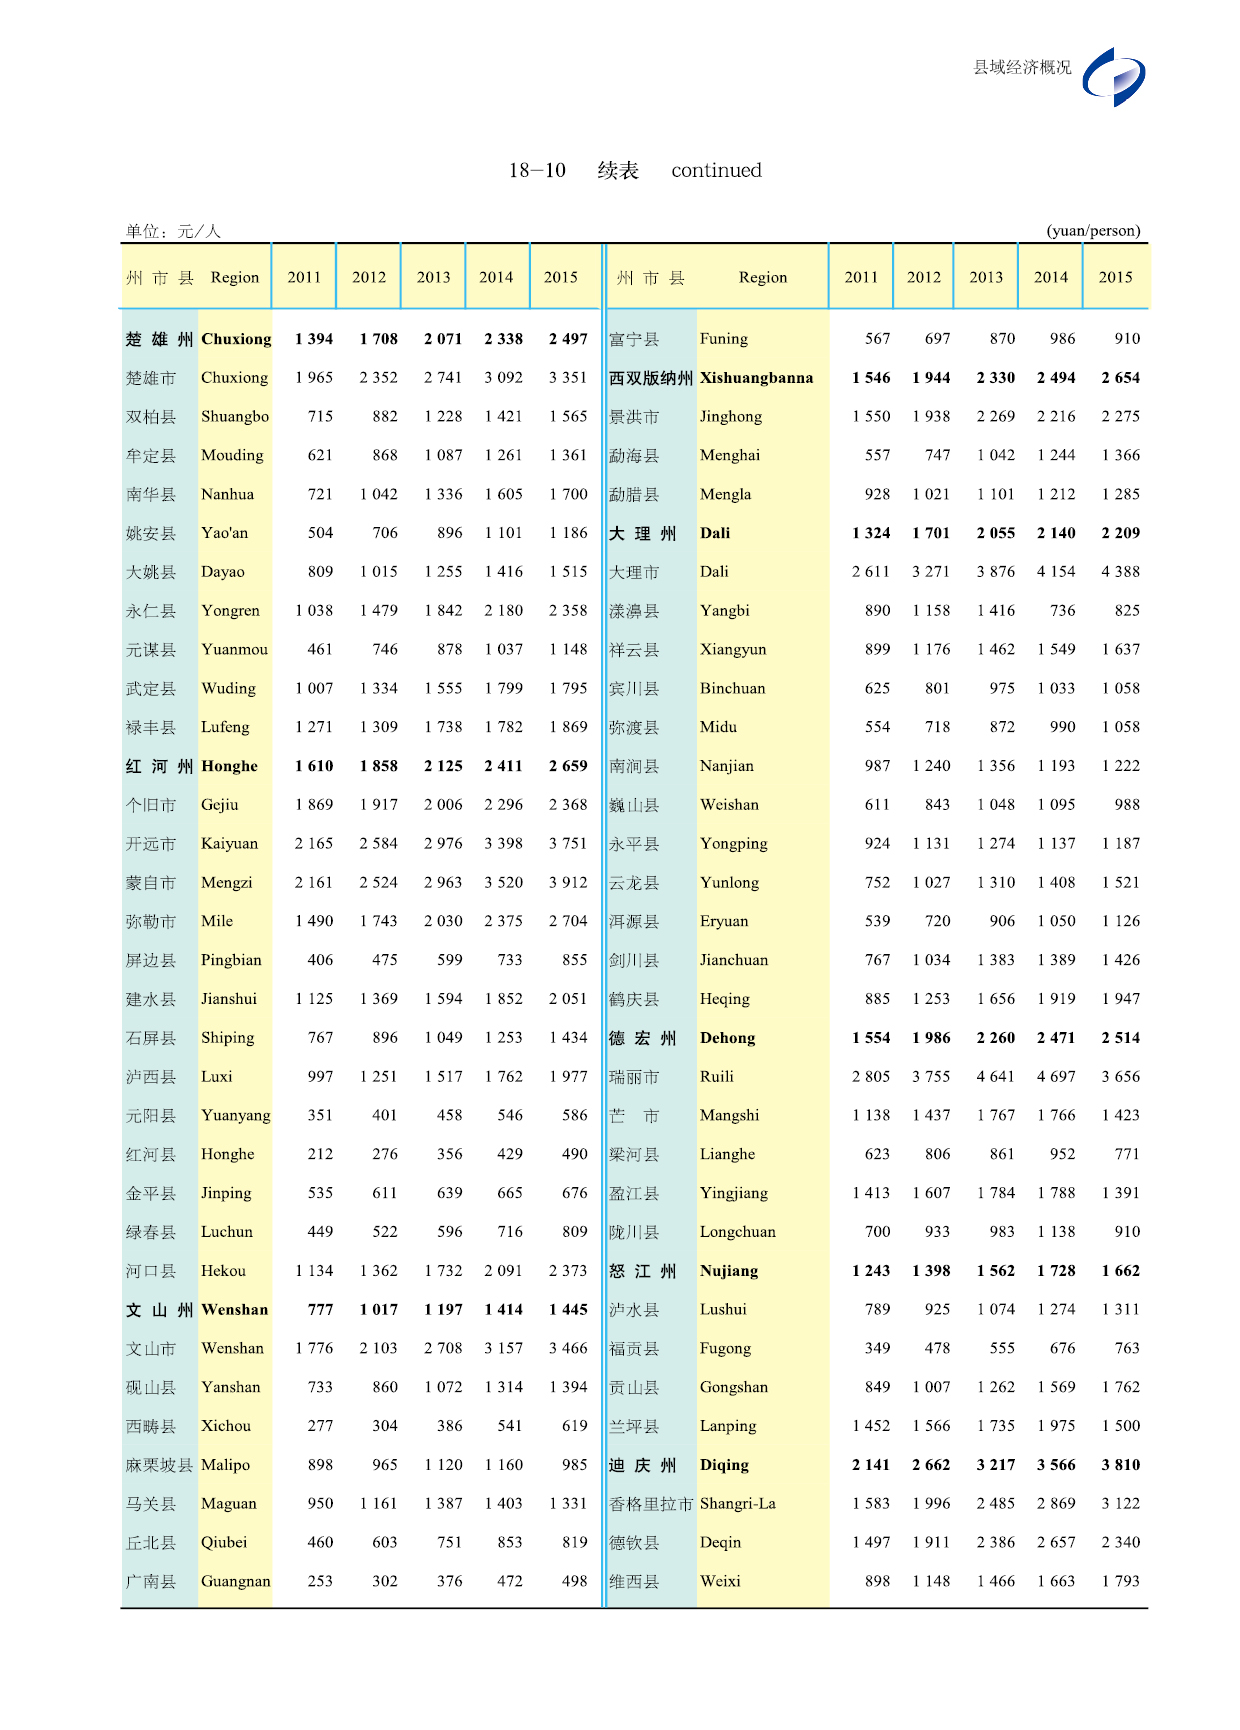 县域经济概况
18—10 续表 continued
单位：元/人 (yuan/person)
州市县 Region 2011 2012 2013 2014 2015 州市县 Region 2011 2012 2013 2014 2015
楚雄州 Chuxiong 1 394 1 708 2 071 2 338 2 497 富宁县 Funing 567 697 870 986 910
楚雄市 Chuxiong 1 965 2 352 2 741 3 092 3 351 西双版纳州 Xishuangbanna 1 546 1 944 2 330 2 494 2 654
双柏县 Shuangbo 715 882 1 228 1 421 1 565 景洪市 Jinghong 1 550 1 938 2 269 2 216 2 275
牟定县 Mouding 621 868 1 087 1 261 1 361 勐海县 Menghai 557 747 1 042 1 244 1 366
南华县 Nanhua 721 1 042 1 336 1 605 1 700 勐腊县 Mengla 928 1 021 1 101 1 212 1 285
姚安县 Yao'an 504 706 896 1 101 1 186 大理州 Dali 1 324 1 701 2 055 2 140 2 209
大姚县 Dayao 809 1 015 1 255 1 416 1 515 大理市 Dali 2 611 3 271 3 876 4 154 4 388
永仁县 Yongren 1 038 1 479 1 842 2 180 2 358 漾濞县 Yangbi 890 1 158 1 416 736 825
元谋县 Yuanmou 461 746 878 1 037 1 148 祥云县 Xiangyun 899 1 176 1 462 1 549 1 637
武定县 Wuding 1 007 1 334 1 555 1 799 1 795 宾川县 Binchuan 625 801 975 1 033 1 058
禄丰县 Lufeng 1 271 1 309 1 738 1 782 1 869 弥渡县 Midu 554 718 872 990 1 058
红河州 Honghe 1 610 1 858 2 125 2 411 2 659 南涧县 Nanjian 987 1 240 1 356 1 193 1 222
个旧市 Gejiu 1 869 1 917 2 006 2 296 2 368 巍山县 Weishan 611 843 1 048 1 095 988
开远市 Kaiyuan 2 165 2 584 2 976 3 398 3 751 永平县 Yongping 924 1 131 1 274 1 137 1 187
蒙自市 Mengzi 2 161 2 524 2 963 3 520 3 912 云龙县 Yunlong 752 1 027 1 310 1 408 1 521
弥勒市 Mile 1 490 1 743 2 030 2 375 2 704 洱源县 Eryuan 539 720 906 1 050 1 126
屏边县 Pingbian 406 475 599 733 855 剑川县 Jianchuan 767 1 034 1 383 1 389 1 426
建水县 Jianshui 1 125 1 369 1 594 1 852 2 051 鹤庆县 Heqing 885 1 253 1 656 1 919 1 947
石屏县 Shiping 767 896 1 049 1 253 1 434 德宏州 Dehong 1 554 1 986 2 260 2 471 2 514
泸西县 Luxi 997 1 251 1 517 1 762 1 977 瑞丽市 Ruili 2 805 3 755 4 641 4 697 3 656
元阳县 Yuanyang 351 401 458 546 586 芒市 Mangshi 1 138 1 437 1 767 1 766 1 423
红河县 Honghe 212 276 356 429 490 梁河县 Lianghe 623 806 861 952 771
金平县 Jinping 535 611 639 665 676 盈江县 Yingjiang 1 413 1 607 1 784 1 788 1 391
绿春县 Luchun 449 522 596 716 809 陇川县 Longchuan 700 933 983 1 138 910
河口县 Hekou 1 134 1 362 1 732 2 091 2 373 怒江州 Nujiang 1 243 1 398 1 562 1 728 1 662
文山州 Wenshan 777 1 017 1 197 1 414 1 445 泸水县 Lushui 789 925 1 074 1 274 1 311
文山市 Wenshan 1 776 2 103 2 708 3 157 3 466 福贡县 Fugong 349 478 555 676 763
砚山县 Yanshan 733 860 1 072 1 314 1 394 贡山县 Gongshan 849 1 007 1 262 1 569 1 762
西畴县 Xichou 277 304 386 541 619 兰坪县 Lanping 1 452 1 566 1 735 1 975 1 500
麻栗坡县 Malipo 898 965 1 120 1 160 985 迪庆州 Diqing 2 141 2 662 3 217 3 566 3 810
马关县 Maguan 950 1 161 1 387 1 403 1 331 香格里拉市 Shangri-La 1 583 1 996 2 485 2 869 3 122
丘北县 Qiubei 460 603 751 853 819 德钦县 Deqin 1 497 1 911 2 386 2 657 2 340
广南县 Guangnan 253 302 376 472 498 维西县 Weixi 898 1 148 1 466 1 663 1 793